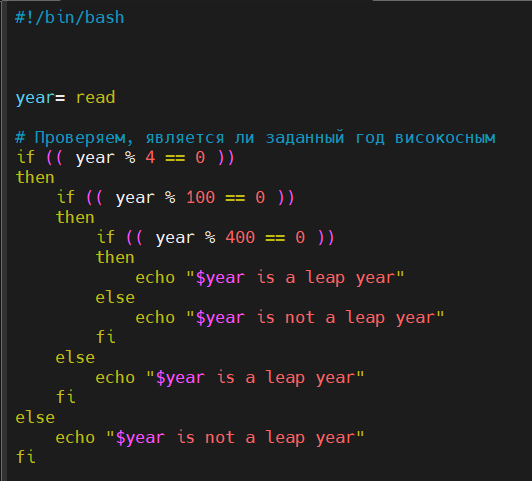 #!/bin/bash
year= read
# Проверяем, является ли заданный год високосным
if (( year % 4 == 0 ))
then
    if (( year % 100 == 0 ))
    then
        if (( year % 400 == 0 ))
        then
            echo "$year is a leap year"
        else
            echo "$year is not a leap year"
        fi
    else
        echo "$year is a leap year"
    fi
else
    echo "$year is not a leap year"
fi